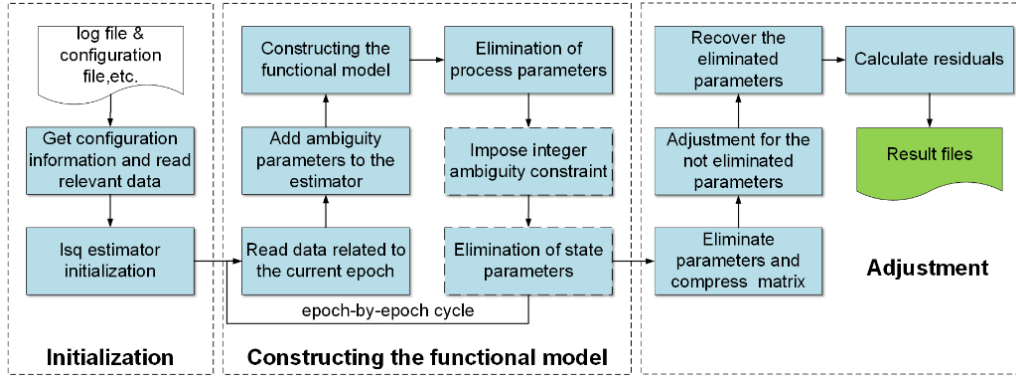 log file &
configuration
file,etc.
Get configuration
information and read
relevant data
lsq estimator
initialization
Initialization
Constructing the
functional model
Add ambiguity
parameters to the
estimator
Read data related to
the current epoch
Elimination of
process parameters
Impose integer
ambiguity constraint
Elimination of state
parameters
epoch-by-epoch cycle
Constructing the functional model
Recover the
eliminated
parameters
Adjustment for the
not eliminated
parameters
Eliminate
parameters and
compress matrix
Calculate residuals
Result files
Adjustment